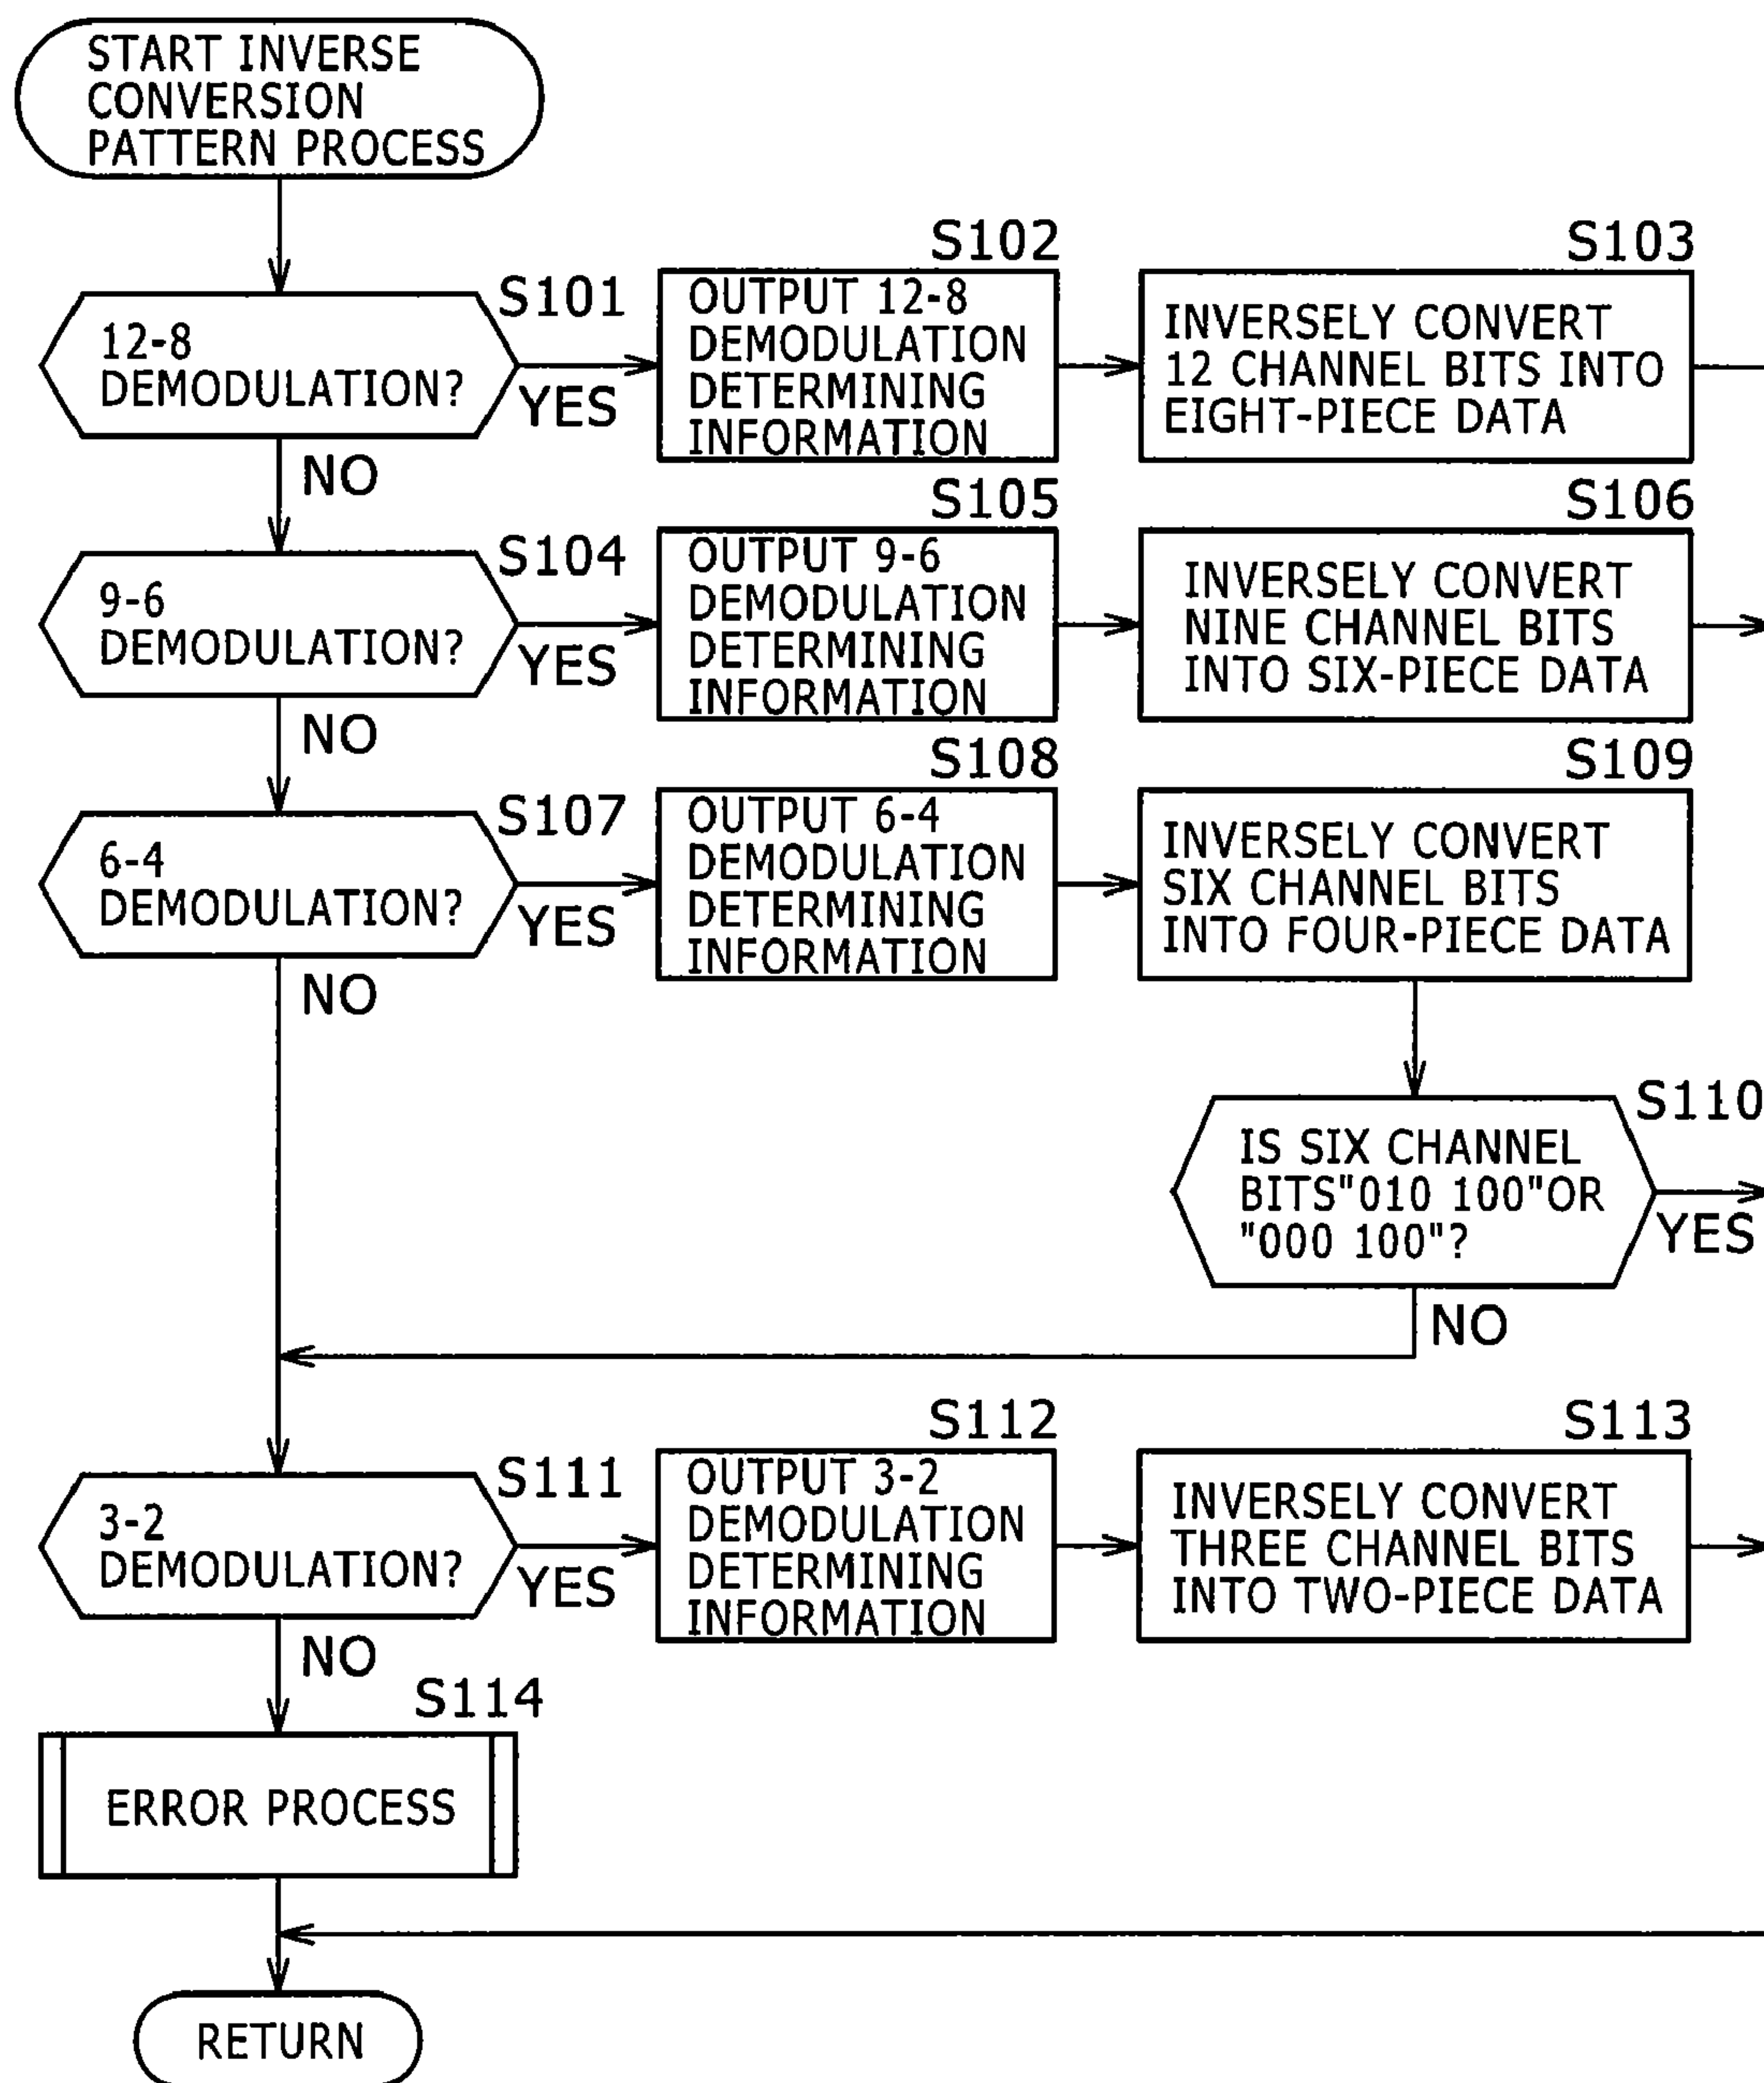 START INVERSE
CONVERSION
PATTERN PROCESS
S101
12-8
DEMODULATION?
YES
NO
S102
OUTPUT 12-8
DEMODULATION
DETERMINING
INFORMATION
S103
INVERSELY CONVERT
12 CHANNEL BITS INTO
EIGHT-PIECE DATA
S104
9-6
DEMODULATION?
YES
NO
S105
OUTPUT 9-6
DEMODULATION
DETERMINING
INFORMATION
S106
INVERSELY CONVERT
NINE CHANNEL BITS
INTO SIX-PIECE DATA
S107
6-4
DEMODULATION?
YES
NO
S108
OUTPUT 6-4
DEMODULATION
DETERMINING
INFORMATION
S109
INVERSELY CONVERT
SIX CHANNEL BITS
INTO FOUR-PIECE DATA
S110
IS SIX CHANNEL
BITS"010 100"OR
"000 100"?
YES
NO
S111
3-2
DEMODULATION?
YES
NO
S112
OUTPUT 3-2
DEMODULATION
DETERMINING
INFORMATION
S113
INVERSELY CONVERT
THREE CHANNEL BITS
INTO TWO-PIECE DATA
S114
ERROR PROCESS
RETURN